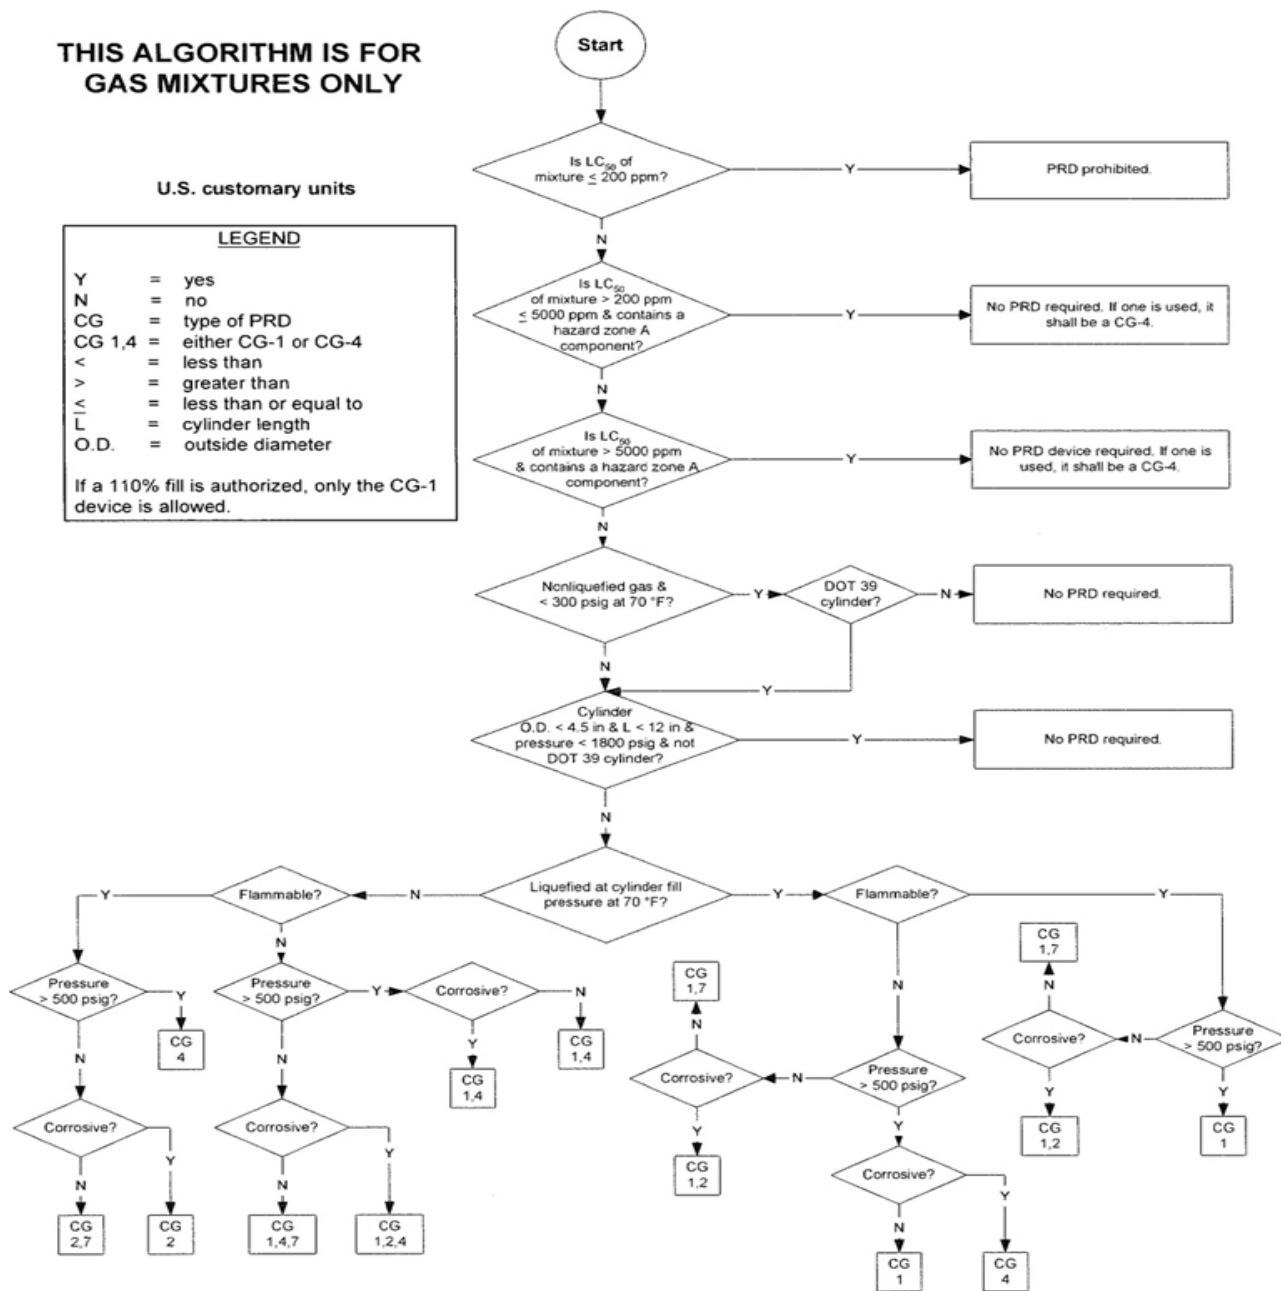 THIS ALGORITHM IS FOR
GAS MIXTURES ONLY
U.S. customary units
LEGEND
Y = yes
N = no
CG = type of PRD
CG 1,4 = either CG-1 or CG-4
< = less than
> = greater than
≤ = less than or equal to
L = cylinder length
O.D. = outside diameter
If a 110% fill is authorized, only the CG-1
device is allowed.
Start
Is LC50 of
mixture ≤ 200 ppm?
Y
PRD prohibited.
N
Is LC50
of mixture > 200 ppm
≤ 5000 ppm & contains a
hazard zone A
component?
Y
No PRD required. If one is used, it
shall be a CG-4.
N
Is LC50
of mixture > 5000 ppm
& contains a hazard zone A
component?
Y
No PRD device required. If one is
used, it shall be a CG-4.
N
Nonliquefied gas &
< 300 psig at 70 °F?
Y
DOT 39
cylinder?
N
No PRD required.
N
Y
Cylinder
O.D. < 4.5 in & L < 12 in &
pressure < 1800 psig & not
DOT 39 cylinder?
Y
No PRD required.
N
Liquefied at cylinder fill
pressure at 70 °F?
N
Flammable?
Y
Pressure
> 500 psig?
Y
CG
4
N
Corrosive?
N
CG
2,7
Y
CG
2
N
Pressure
> 500 psig?
Y
Corrosive?
N
CG
1,4
Y
CG
1,4
N
Corrosive?
N
CG
1,4,7
Y
CG
1,2,4
Y
Flammable?
N
Pressure
> 500 psig?
N
Corrosive?
N
CG
1,7
Y
CG
1,2
Y
Corrosive?
N
CG
1
Y
CG
4
Y
Pressure
> 500 psig?
N
Corrosive?
N
CG
1,7
Y
CG
1,2
Y
CG
1